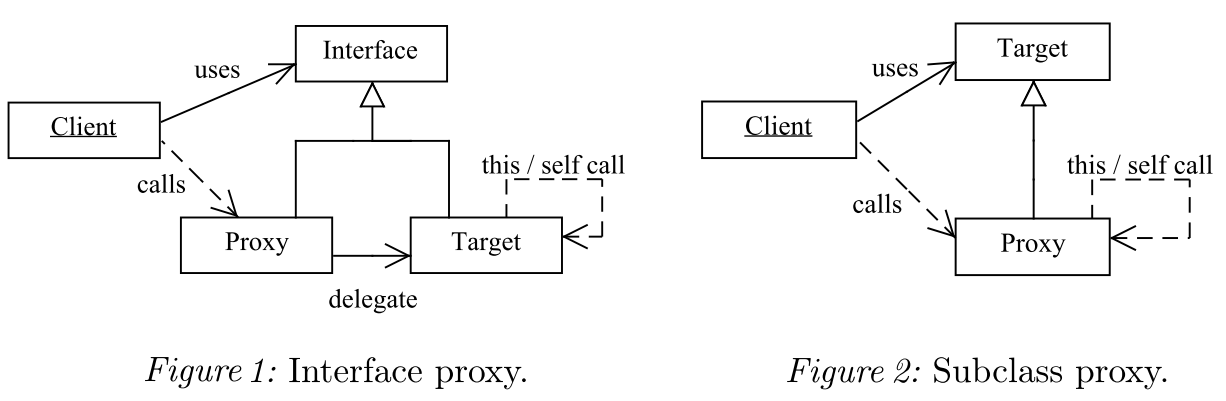 Interface
uses
Client
calls
this / self call
Proxy
Target
delegate
Figure 1: Interface proxy.
Target
uses
Client
this / self call
calls
Proxy
Figure 2: Subclass proxy.